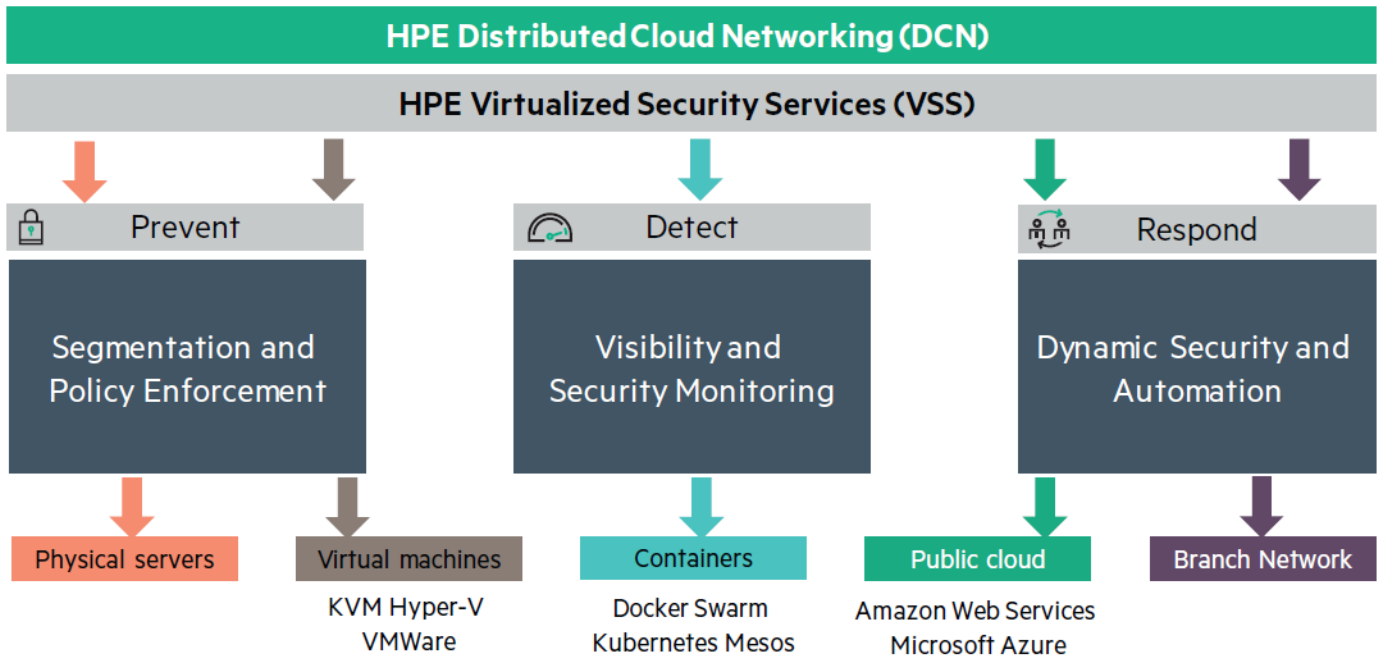 HPE Distributed Cloud Networking (DCN)
HPE Virtualized Security Services (VSS)
Prevent
Detect
Respond
Segmentation and
Policy Enforcement
Visibility and
Security Monitoring
Dynamic Security and
Automation
Physical servers
Virtual machines
Containers
Public cloud
Branch Network
KVM Hyper-V
VMWare
Docker Swarm
Kubernetes Mesos
Amazon Web Services
Microsoft Azure